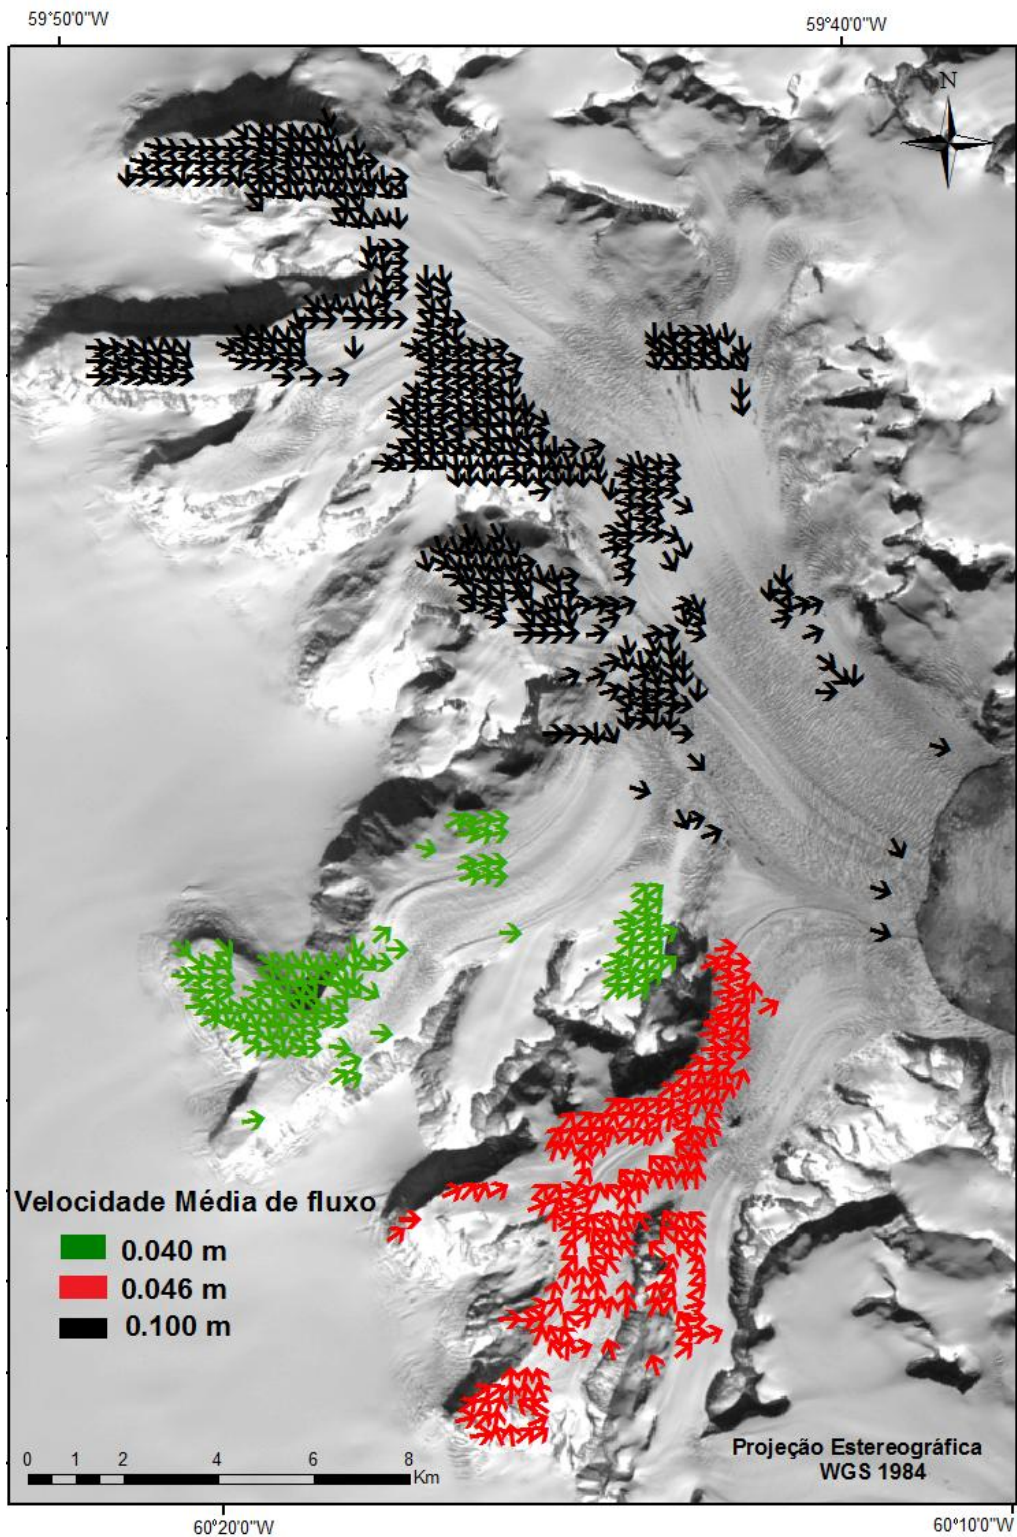 59°50'0"W
59°40'0"W
N
Velocidade Média de fluxo
0.040 m
0.046 m
0.100 m
0 1 2 4 6 8
Km
Projeção Estereográfica
WGS 1984
60°20'0"W
60°10'0"W